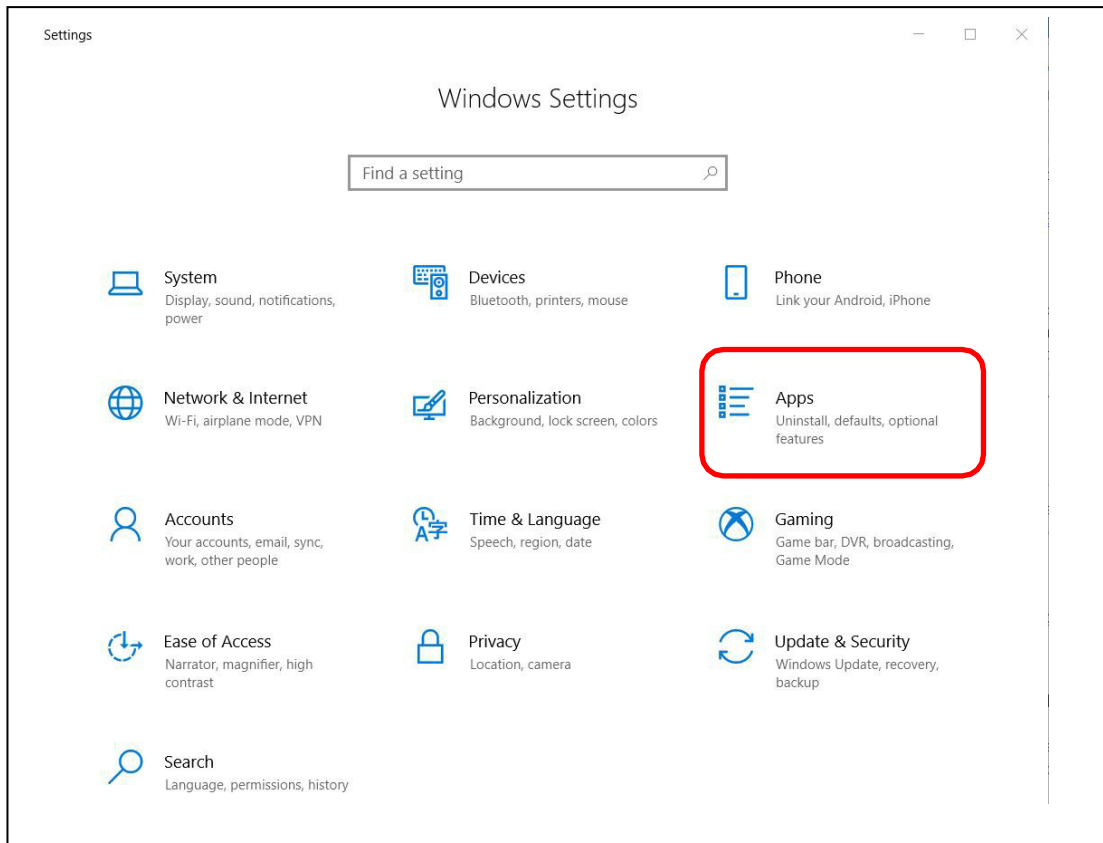 Settings
Windows Settings
Find a setting
System
Display, sound, notifications,
power
Devices
Bluetooth, printers, mouse
Phone
Link your Android, iPhone
Network & Internet
Wi-Fi, airplane mode, VPN
Personalization
Background, lock screen, colors
Apps
Uninstall, defaults, optional
features
Accounts
Your accounts, email, sync,
work, other people
Time & Language
Speech, region, date
Gaming
Game bar, DVR, broadcasting,
Game Mode
Ease of Access
Narrator, magnifier, high
contrast
Privacy
Location, camera
Update & Security
Windows Update, recovery,
backup
Search
Language, permissions, history